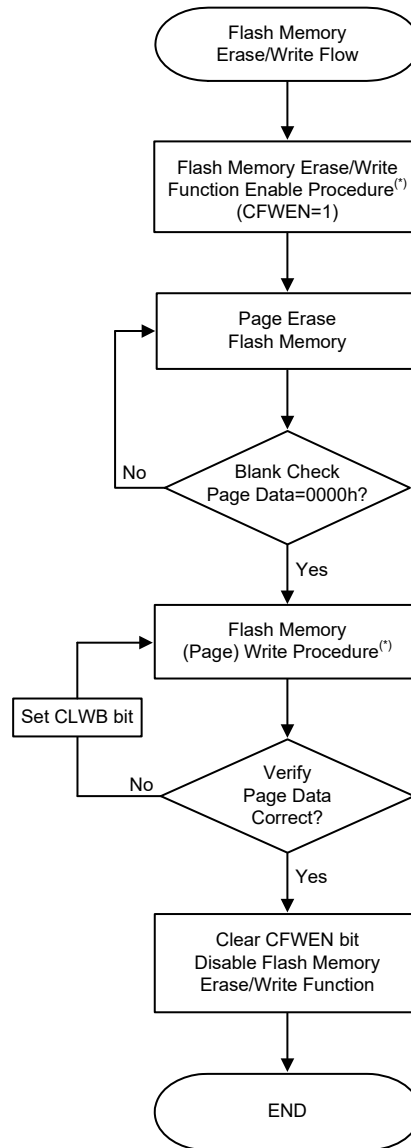 Flash Memory
Erase/Write Flow
Flash Memory Erase/Write
Function Enable Procedure(*)
(CFWEN=1)
Page Erase
Flash Memory
Blank Check
Page Data=0000h?
No
Yes
Flash Memory
(Page) Write Procedure(*)
Set CLWB bit
Verify
Page Data
Correct?
No
Yes
Clear CFWEN bit
Disable Flash Memory
Erase/Write Function
END